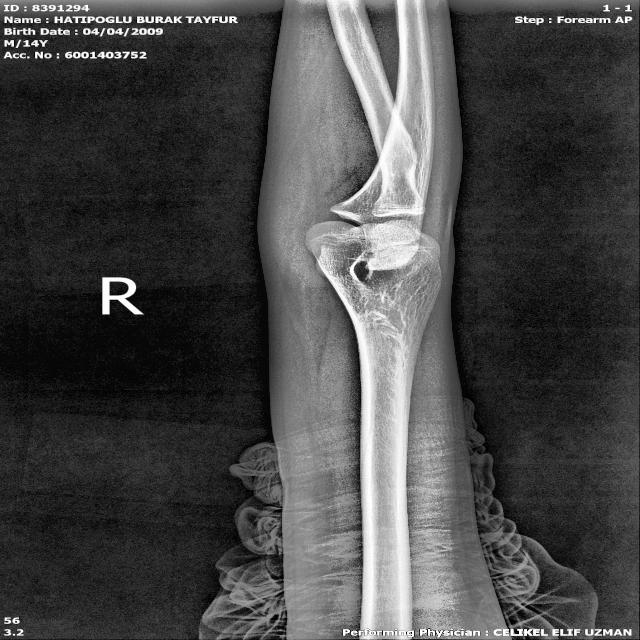 ID : 8391294
Name : HATIPOGLU BURAK TAYFUR
Birth Date : 04/04/2009
M/14Y
Acc. No : 6001403752
1 - 1
Step : Forearm AP
R
56
3.2
Performing Physician : CELIKEL ELIF UZMAN